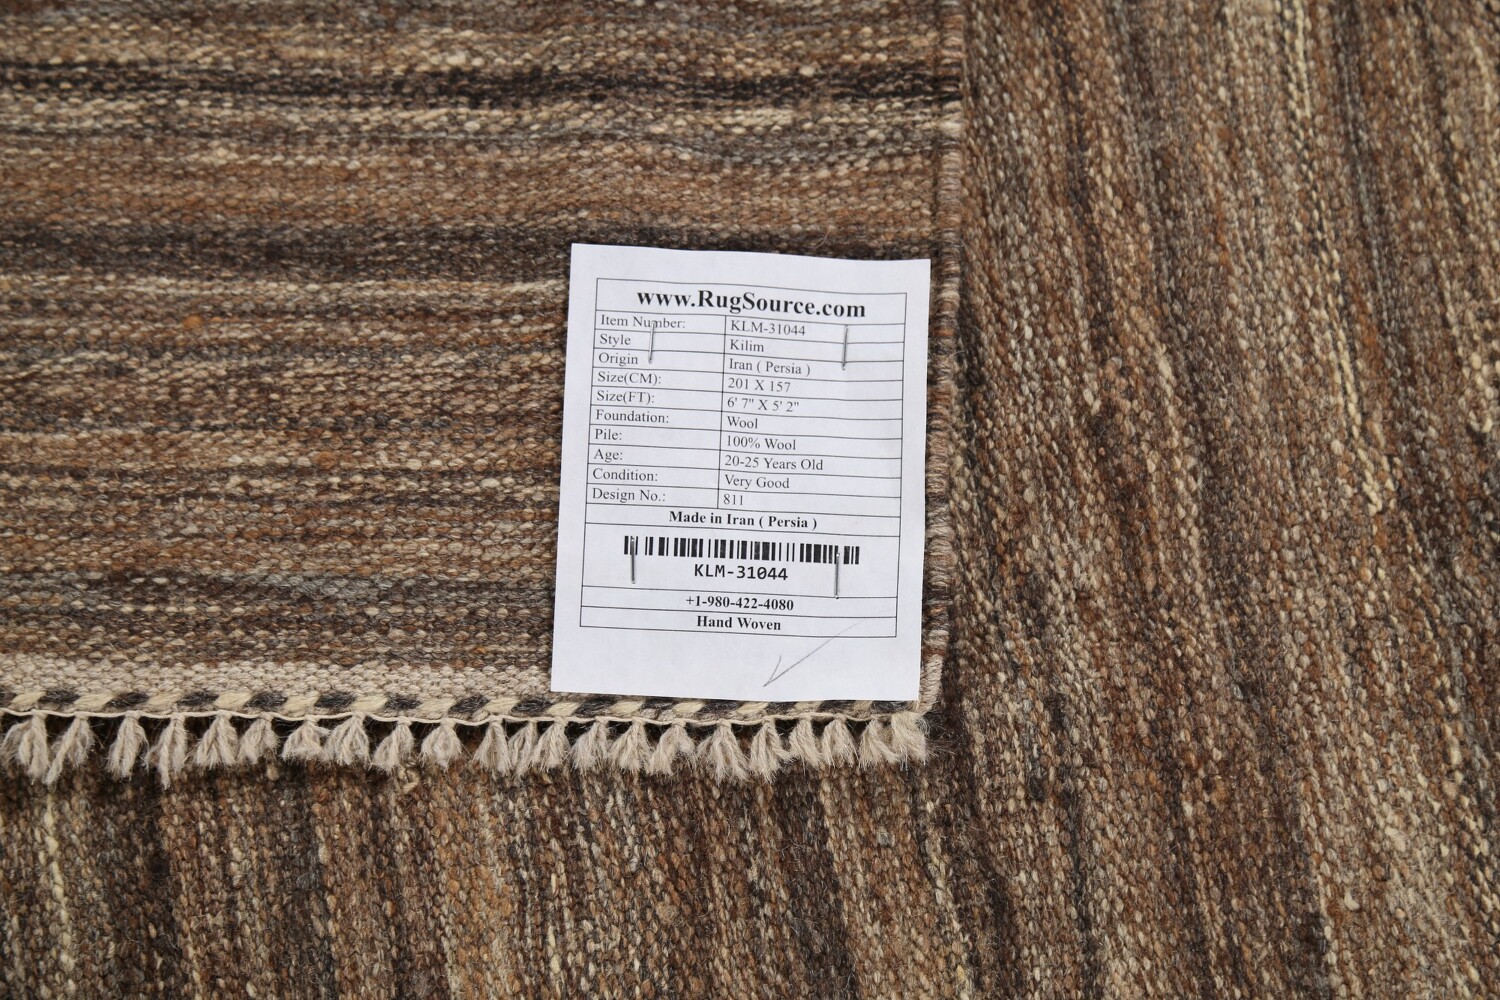 www.RugSource.com
Item Number: KLM-31044
Style Kilim
Origin Iran ( Persia )
Size(CM): 201 X 157
Size(FT): 6' 7" X 5' 2"
Foundation: Wool
Pile: 100% Wool
Age: 20-25 Years Old
Condition: Very Good
Design No.: 811
Made in Iran ( Persia )
KLM-31044
+1-980-422-4080
Hand Woven